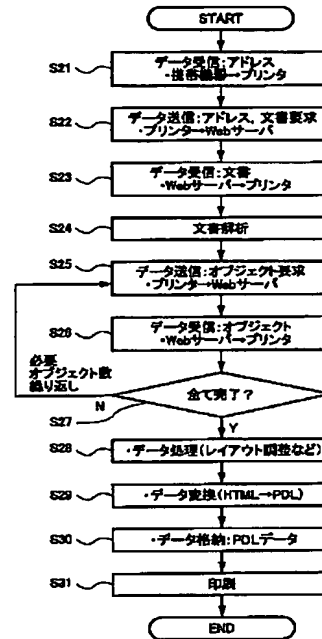 START
S21
データ受信:アドレス
・携帯機器→プリンタ
S22
データ送信:アドレス, 文書要求
・プリンタ→Webサーバ
S23
データ受信:文書
・Webサーバ→プリンタ
S24
文書解析
S25
データ送信:オブジェクト要求
・プリンタ→Webサーバ
S26
データ受信:オブジェクト
・Webサーバ→プリンタ
必要
オブジェクト数
繰り返し
N
全て完了?
S27
Y
S28
・データ処理(レイアウト調整など)
S29
・データ変換(HTML→PDL)
S30
・データ格納:PDLデータ
S31
印刷
END